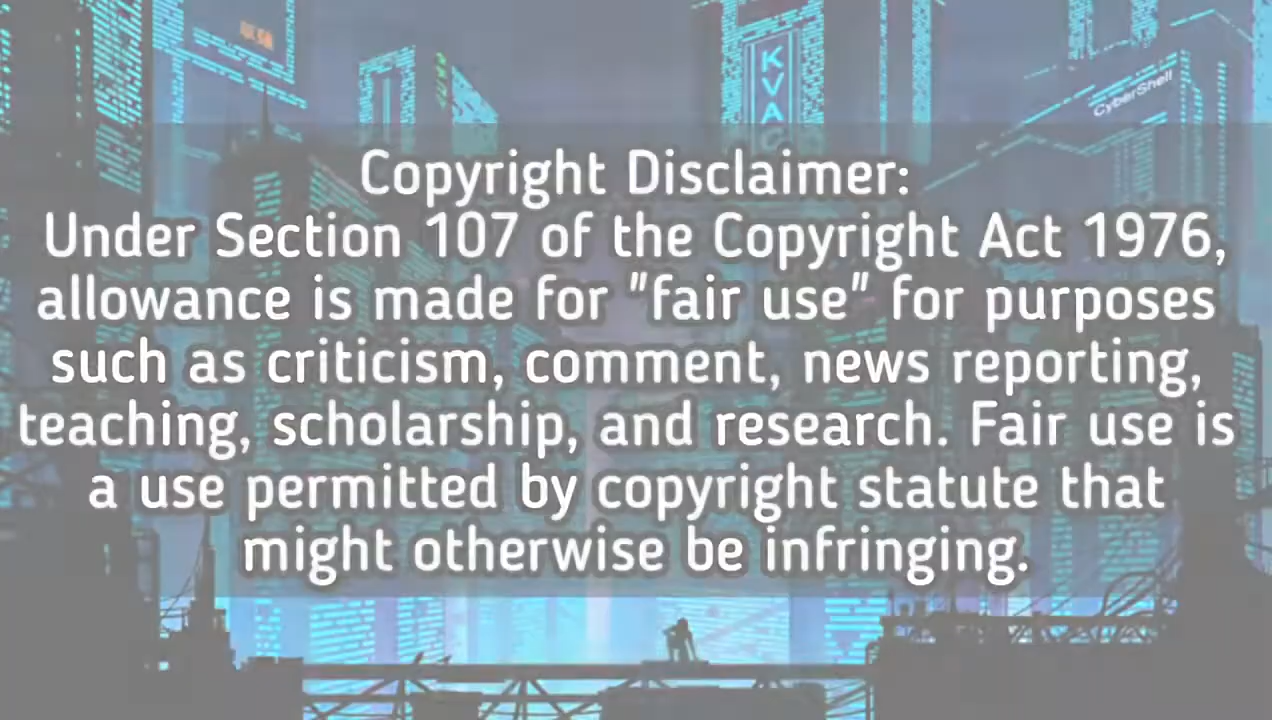 KVAC
CyberShell
Copyright Disclaimer:
Under Section 107 of the Copyright Act 1976,
allowance is made for "fair use" for purposes
such as criticism, comment, news reporting,
teaching, scholarship, and research. Fair use is
a use permitted by copyright statute that
might otherwise be infringing.